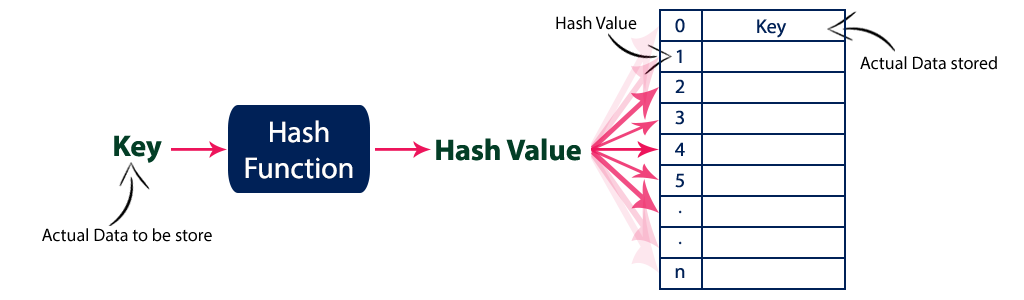 Hash Value
0 Key
1
Actual Data stored
2
3
Key
Hash
Function
Hash Value
4
5
.
Actual Data to be store
.
n